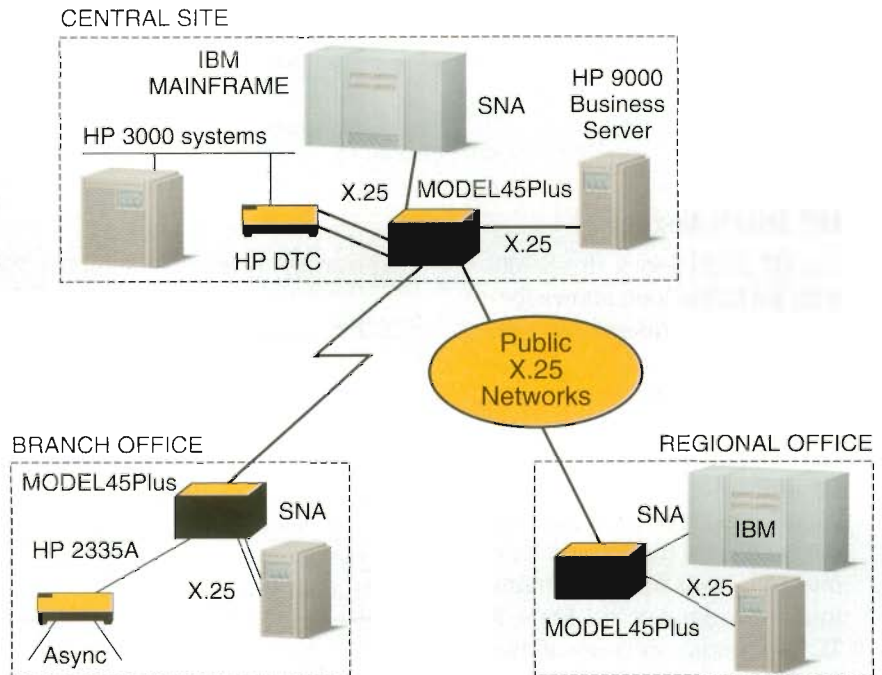 CENTRAL SITE
IBM
MAINFRAME
SNA
HP 9000
Business
Server
HP 3000 systems
X.25
MODEL45Plus
HP DTC
X.25
Public
X.25
Networks
BRANCH OFFICE
MODEL45Plus
SNA
HP 2335A
X.25
Async
REGIONAL OFFICE
SNA
IBM
X.25
MODEL45Plus